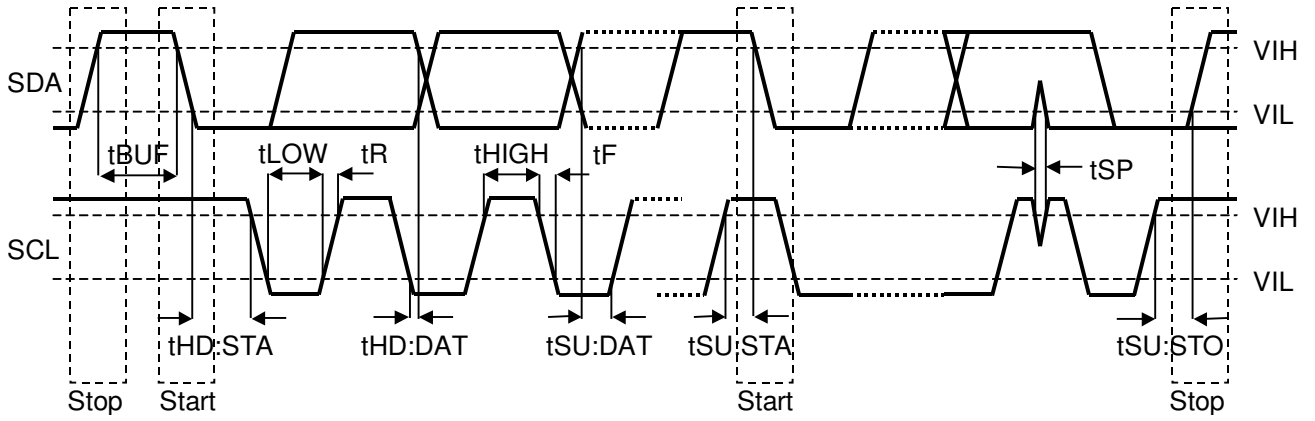 SDA
VIH
VIL
tBUF
tLOW
tR
tHIGH
tF
tSP
SCL
VIH
VIL
tHD:STA
tHD:DAT
tSU:DAT
tSU:STA
tSU:STO
Stop
Start
Start
Stop